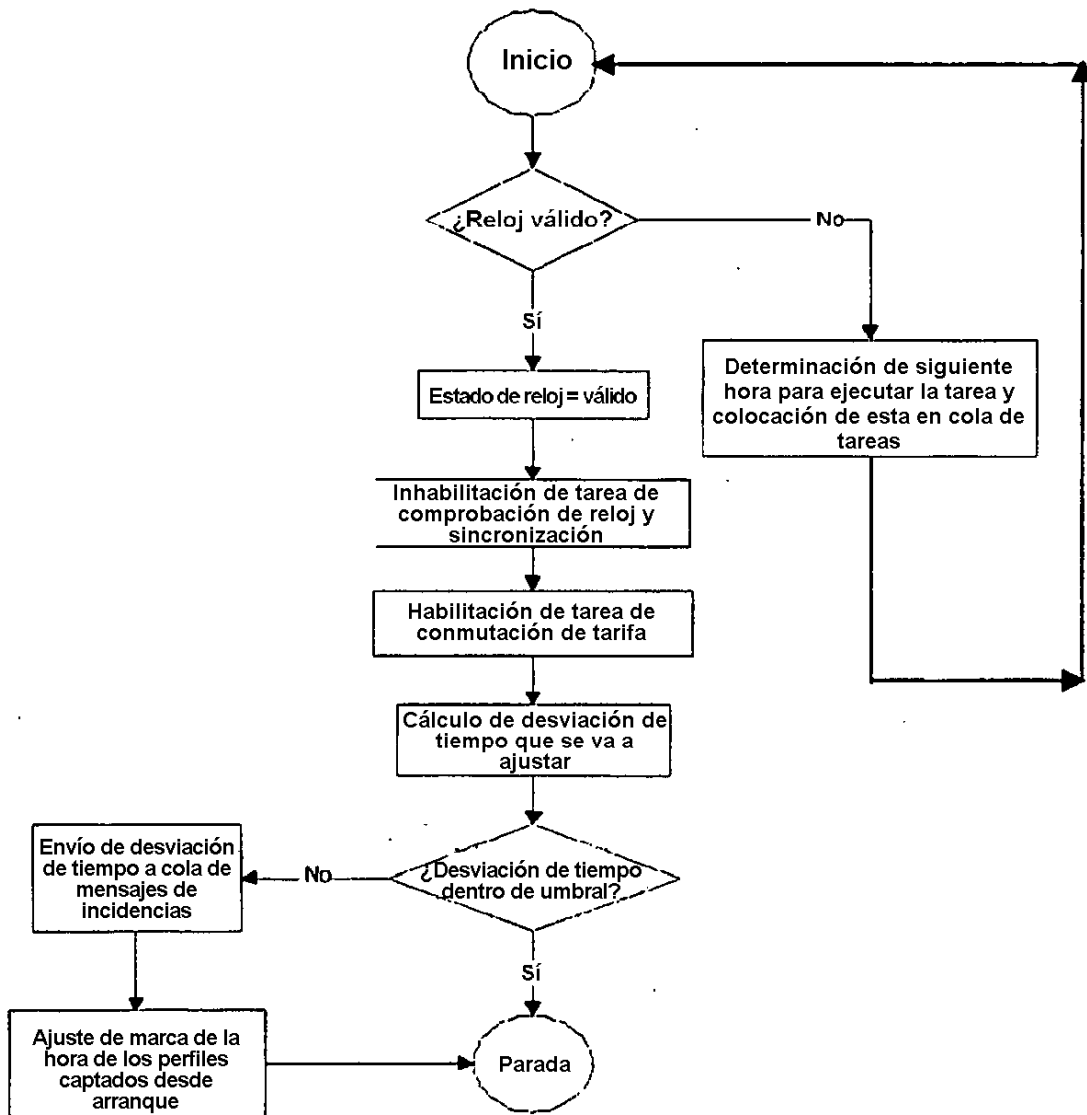 Inicio
¿Reloj válido?
No
Sí
Estado de reloj = válido
Determinación de siguiente
hora para ejecutar la tarea y
colocación de esta en cola de
tareas
Inhabilitación de tarea de
comprobación de reloj y
sincronización
Habilitación de tarea de
conmutación de tarifa
Cálculo de desviación de
tiempo que se va a
ajustar
¿Desviación de tiempo
dentro de umbral?
No
Envío de desviación
de tiempo a cola de
mensajes de
incidencias
Sí
Ajuste de marca de la
hora de los perfiles
captados desde
arranque
Parada